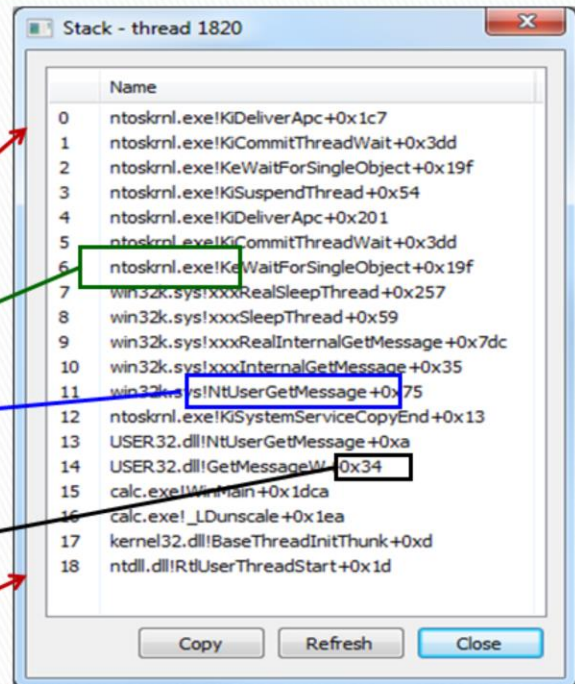 Stack - thread 1820
Name
0 ntoskrnl.exe!KiDeliverApc+0x1c7
1 ntoskrnl.exe!KiCommitThreadWait+0x3dd
2 ntoskrnl.exe!KeWaitForSingleObject+0x19f
3 ntoskrnl.exe!KiSuspendThread+0x54
4 ntoskrnl.exe!KiDeliverApc+0x201
5 ntoskrnl.exe!KiCommitThreadWait+0x3dd
6 ntoskrnl.exe!KeWaitForSingleObject+0x19f
7 win32k.sys!xxxRealSleepThread+0x257
8 win32k.sys!xxxSleepThread+0x59
9 win32k.sys!xxxRealInternalGetMessage+0x7dc
10 win32k.sys!xxxInternalGetMessage+0x35
11 win32k.sys!NtUserGetMessage+0x75
12 ntoskrnl.exe!KiSystemServiceCopyEnd+0x13
13 USER32.dll!NtUserGetMessage+0xa
14 USER32.dll!GetMessageW+0x34
15 calc.exe!WinMain+0x1dca
16 calc.exe!_LDunscale+0x1ea
17 kernel32.dll!BaseThreadInitThunk+0xd
18 ntdll.dll!RtlUserThreadStart+0x1d
Copy Refresh Close